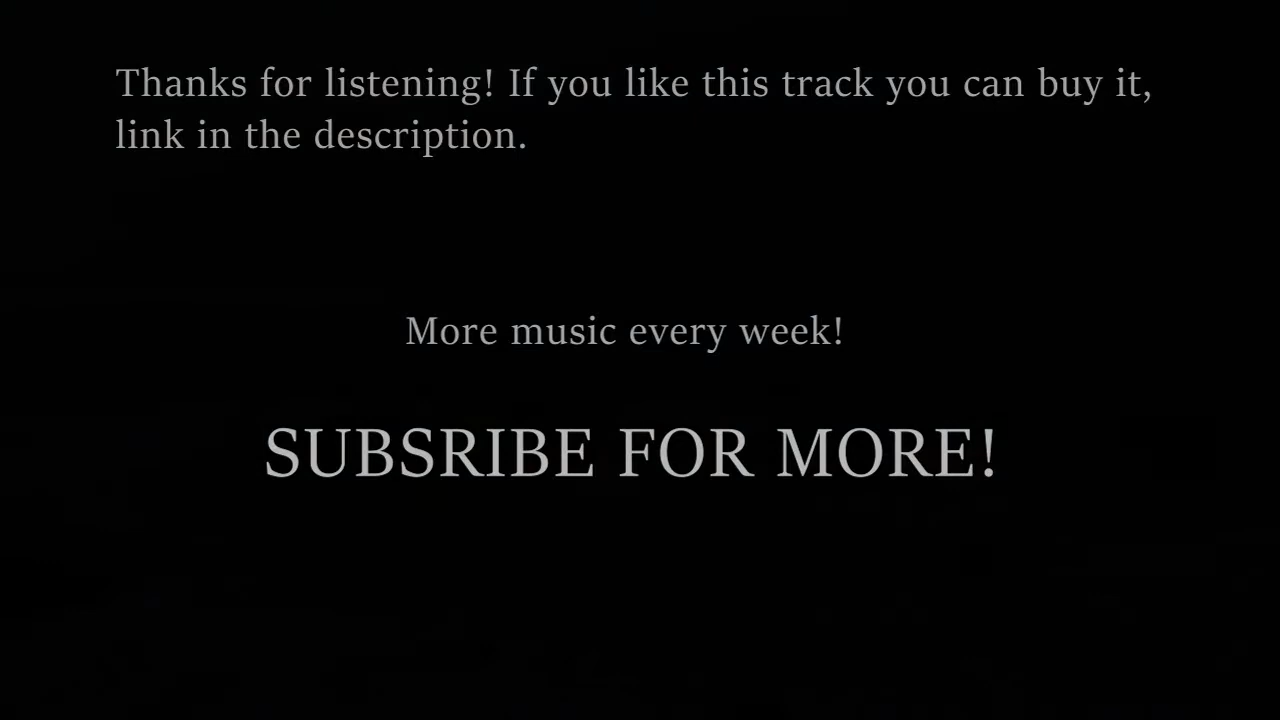 Thanks for listening! If you like this track you can buy it,
link in the description.
More music every week!
SUBSRIBE FOR MORE!